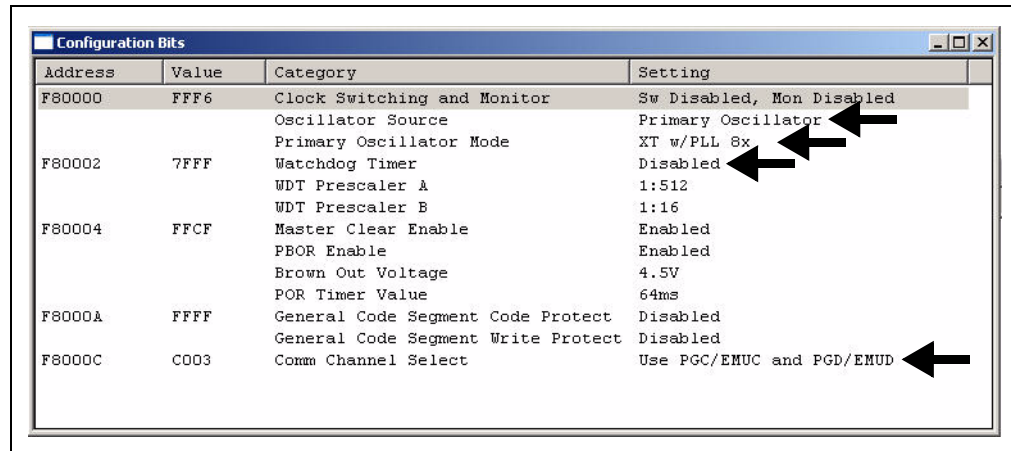 Configuration Bits
Address Value Category Setting
F80000 FFF6 Clock Switching and Monitor Sw Disabled, Mon Disabled
Oscillator Source Primary Oscillator
Primary Oscillator Mode XT w/PLL 8x
F80002 7FFF Watchdog Timer Disabled
WDT Prescaler A 1:512
WDT Prescaler B 1:16
F80004 FFCF Master Clear Enable Enabled
PBOR Enable Enabled
Brown Out Voltage 4.5V
POR Timer Value 64ms
F8000A FFFF General Code Segment Code Protect Disabled
General Code Segment Write Protect Disabled
F8000C C003 Comm Channel Select Use PGC/EMUC and PGD/EMUD